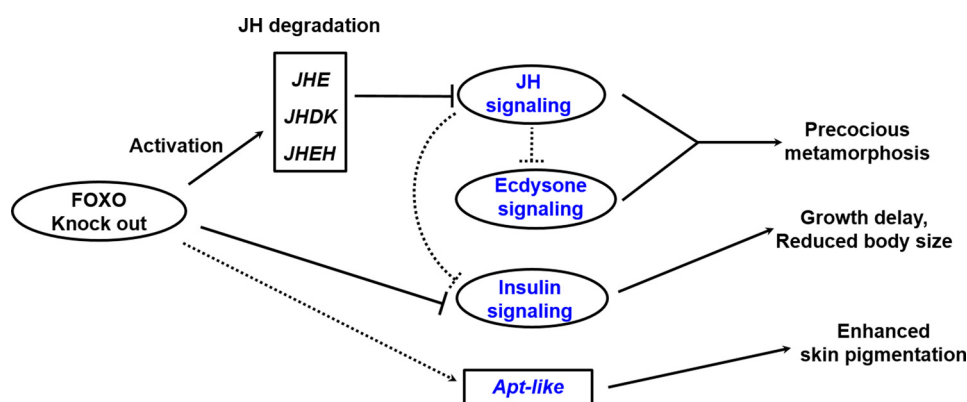 JH degradation
JHE
JHDK
JHEH
Activation
FOXO
Knock out
JH
signaling
Ecdysone
signaling
Insulin
signaling
Apt-like
Precocious
metamorphosis
Growth delay,
Reduced body size
Enhanced
skin pigmentation